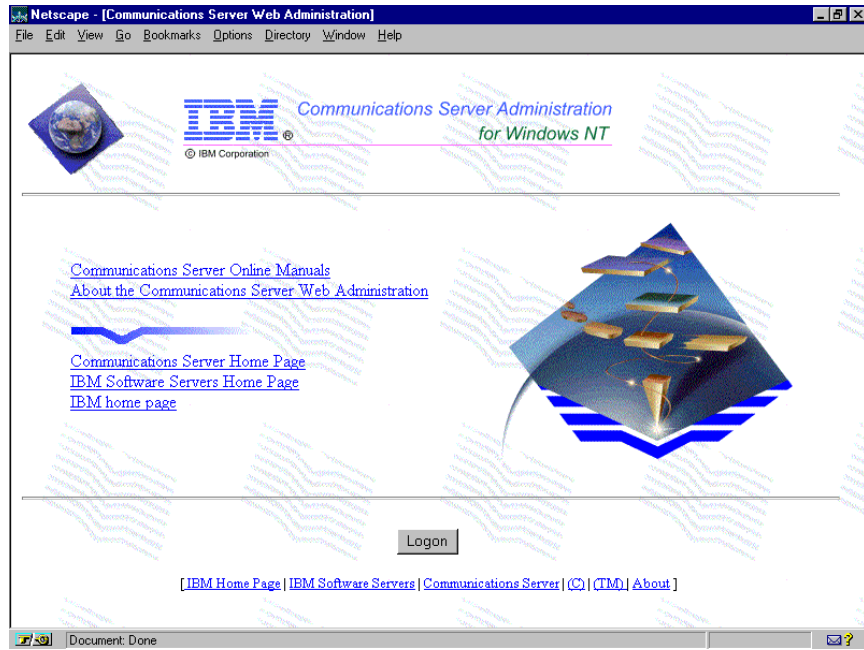 Netscape - [Communications Server Web Administration]
File Edit View Go Bookmarks Options Directory Window Help
IBM ® Communications Server Administration
for Windows NT
© IBM Corporation
Communications Server Online Manuals
About the Communications Server Web Administration
Communications Server Home Page
IBM Software Servers Home Page
IBM home page
Logon
[ IBM Home Page | IBM Software Servers | Communications Server | (C) | (TM) | About ]
Document: Done